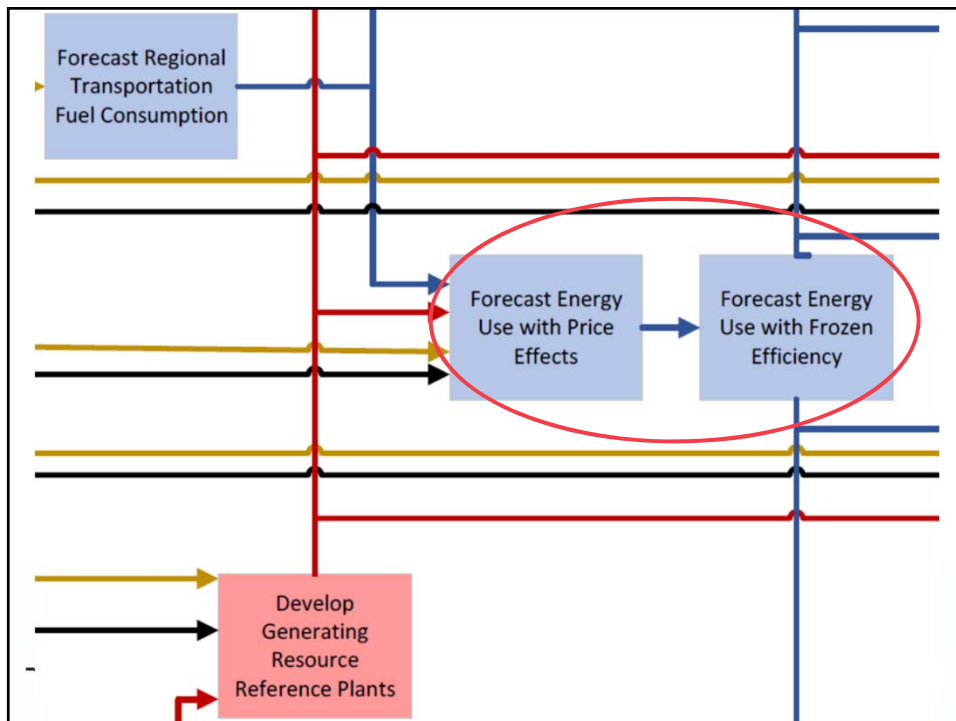 Forecast Regional
Transportation
Fuel Consumption
Forecast Energy
Use with Price
Effects
Forecast Energy
Use with Frozen
Efficiency
Develop
Generating
Resource
Reference Plants